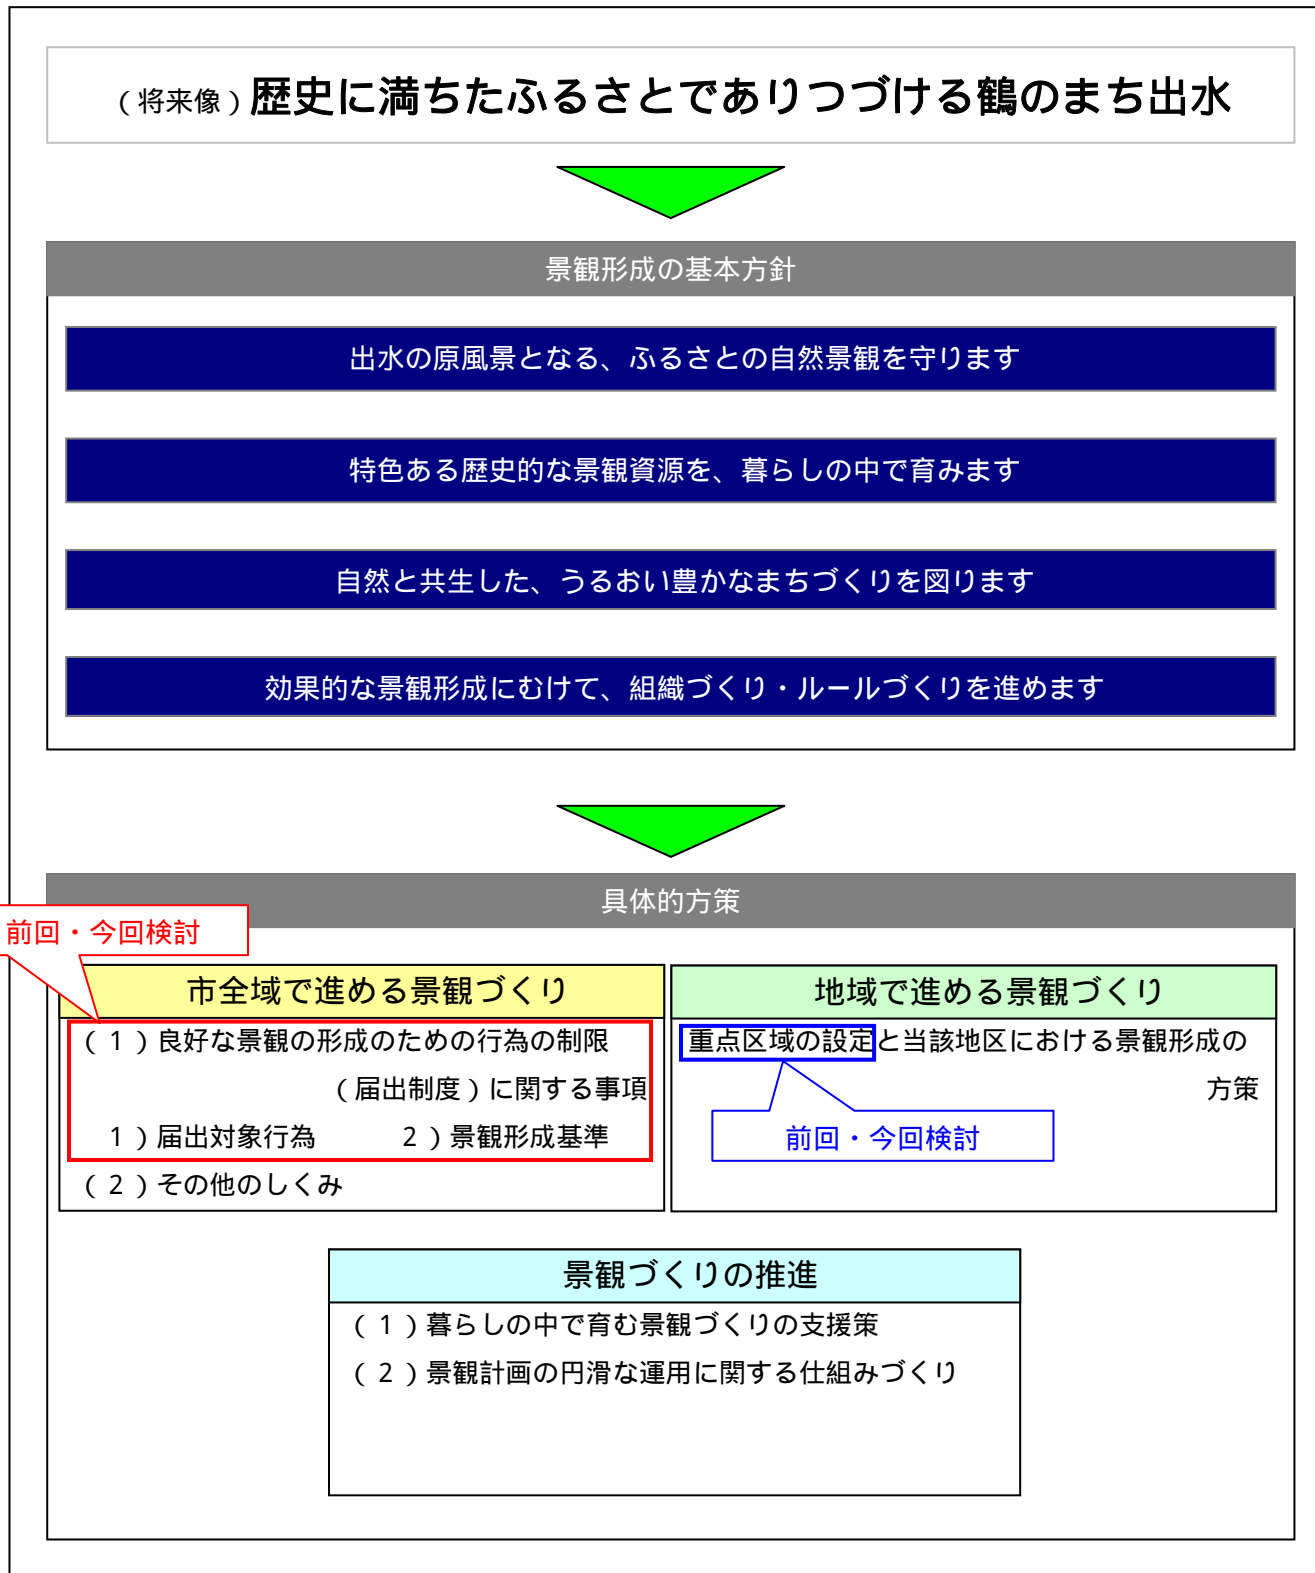 （将来像）歴史に満ちたふるさとでありつづける鶴のまち出水
景観形成の基本方針
出水の原風景となる、ふるさとの自然景観を守ります
特色ある歴史的な景観資源を、暮らしの中で育みます
自然と共生した、うるおい豊かなまちづくりを図ります
効果的な景観形成にむけて、組織づくり・ルールづくりを進めます
具体的方策
前回・今回検討
市全域で進める景観づくり
（1）良好な景観の形成のための行為の制限
（届出制度）に関する事項
1）届出対象行為　2）景観形成基準
（2）その他のしくみ
地域で進める景観づくり
重点区域の設定と当該地区における景観形成の
方策
前回・今回検討
景観づくりの推進
（1）暮らしの中で育む景観づくりの支援策
（2）景観計画の円滑な運用に関する仕組みづくり